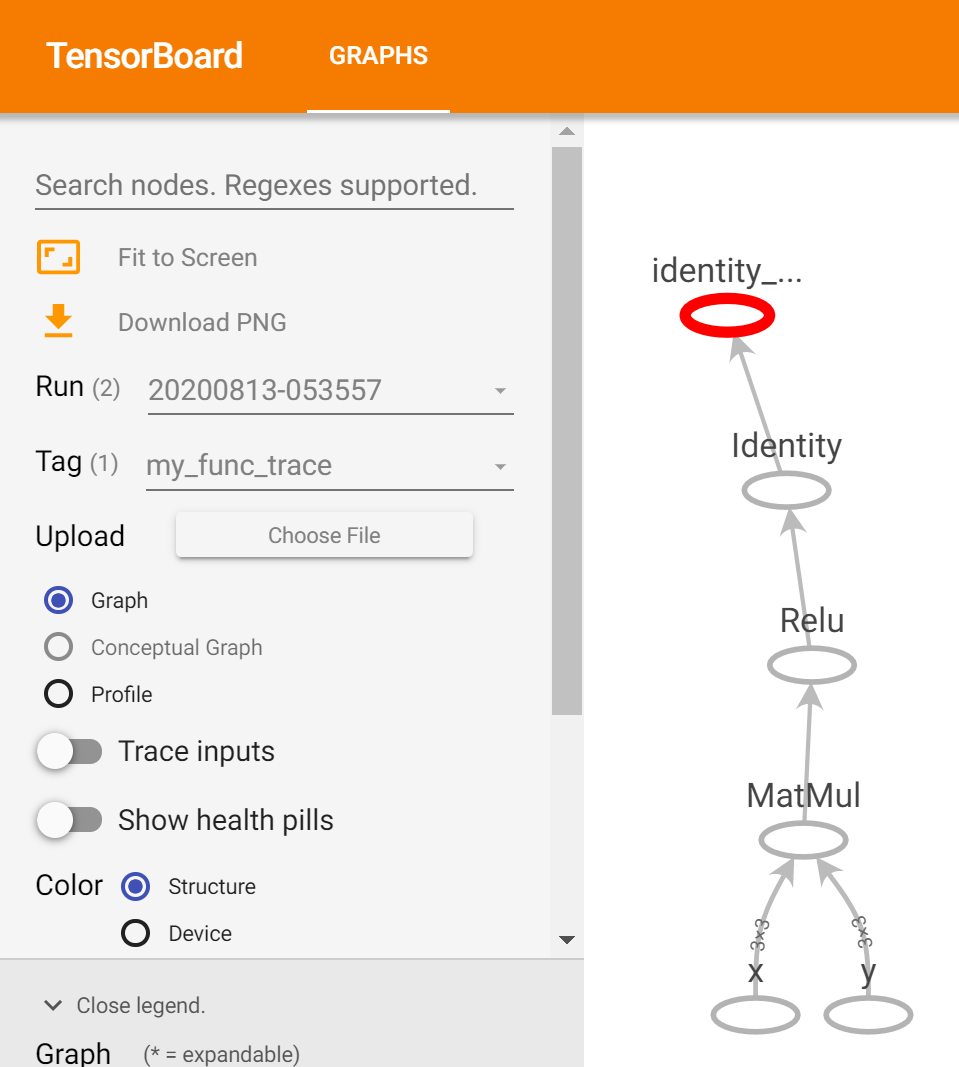 TensorBoard GRAPHS
Search nodes. Regexes supported.
Fit to Screen
Download PNG
Run (2) 20200813-053557
Tag (1) my_func_trace
Upload Choose File
Graph
Conceptual Graph
Profile
Trace inputs
Show health pills
Color Structure
Device
Close legend.
Graph (* = expandable)
identity_...
Identity
Relu
MatMul
3×3 3×3
x y